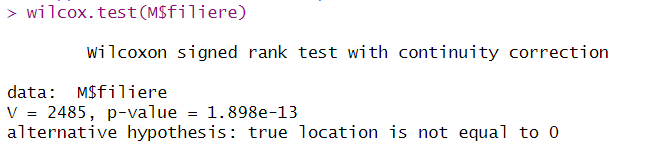 > wilcox.test(M$filiere)
Wilcoxon signed rank test with continuity correction
data:  M$filiere
V = 2485, p-value = 1.898e-13
alternative hypothesis: true location is not equal to 0